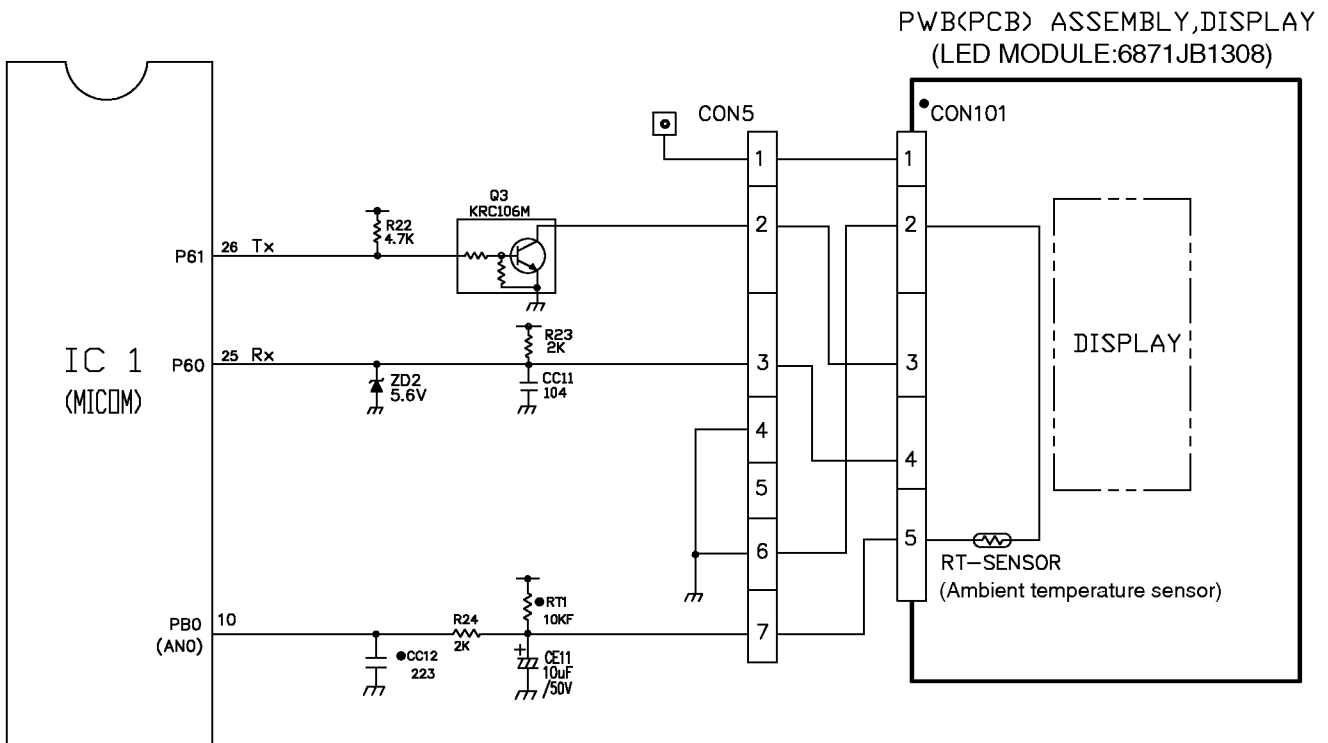 PWB(PCB) ASSEMBLY,DISPLAY
(LED MODULE:6871JB1308)
CON5
CON101
1
1
Q3
KRC106M
2
2
R22
4.7K
P61
26 Tx
R23
2K
IC 1
(MICOM)
P60
25 Rx
3
3
DISPLAY
ZD2
5.6V
CC11
104
4
4
5
5
6
RT-SENSOR
(Ambient temperature sensor)
RT1
10KF
PB0
(AN0)
10
R24
2K
7
CC12
223
+
CE11
10uF
/50V